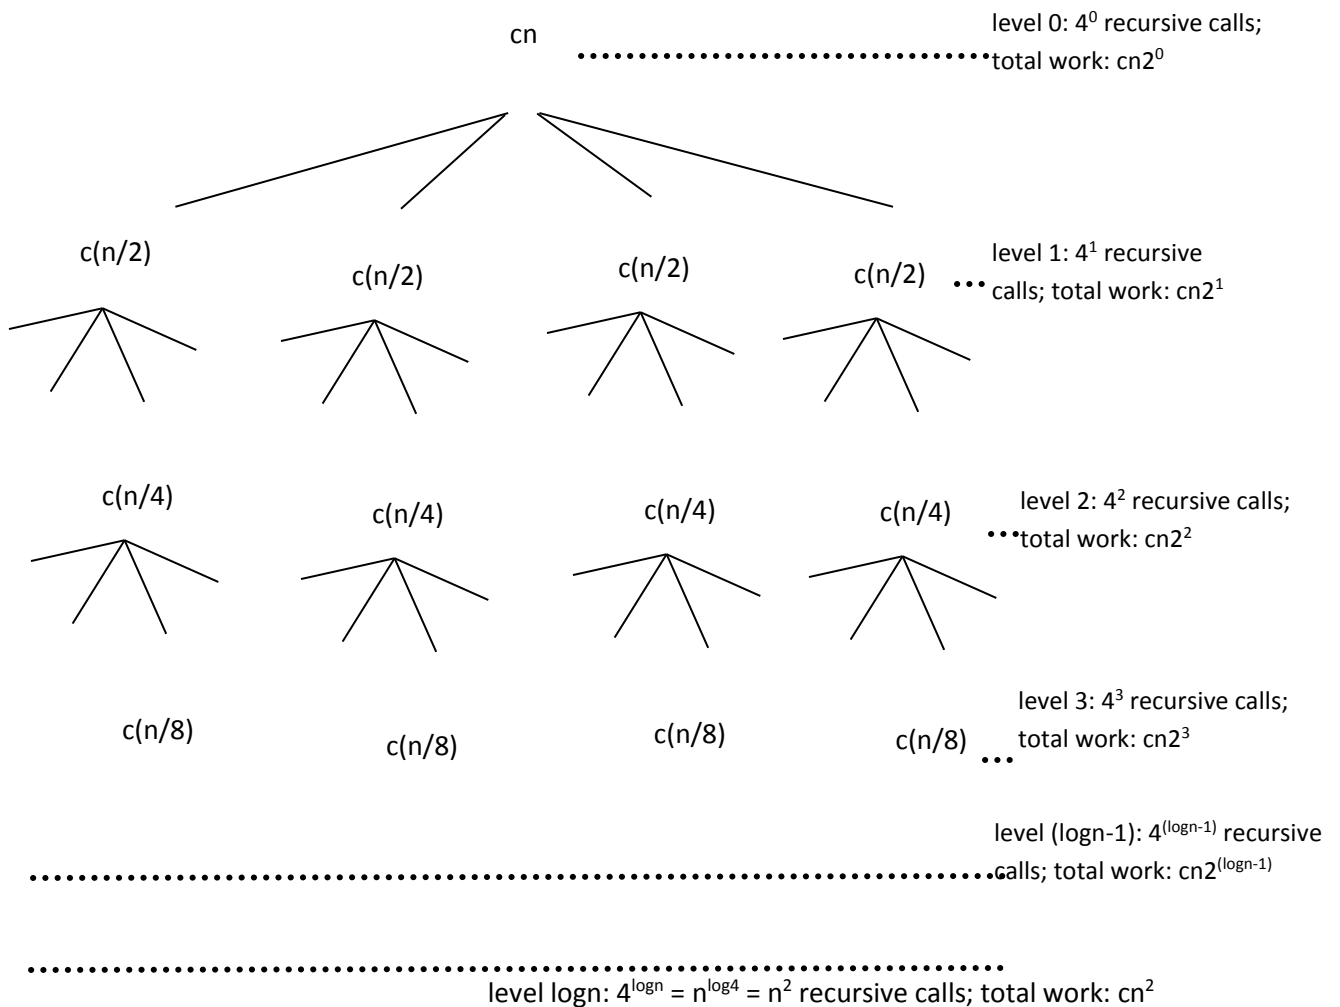 cn
level 0: 4⁰ recursive calls;
total work: cn2⁰
c(n/2)
c(n/2)
c(n/2)
c(n/2)
level 1: 4¹ recursive
calls; total work: cn2¹
c(n/4)
c(n/4)
c(n/4)
c(n/4)
level 2: 4² recursive calls;
total work: cn2²
c(n/8)
c(n/8)
c(n/8)
c(n/8)
level 3: 4³ recursive calls;
total work: cn2³
level (logn-1): 4^(logn-1) recursive
calls; total work: cn2^(logn-1)
level logn: 4^logn = n^log4 = n² recursive calls; total work: cn²